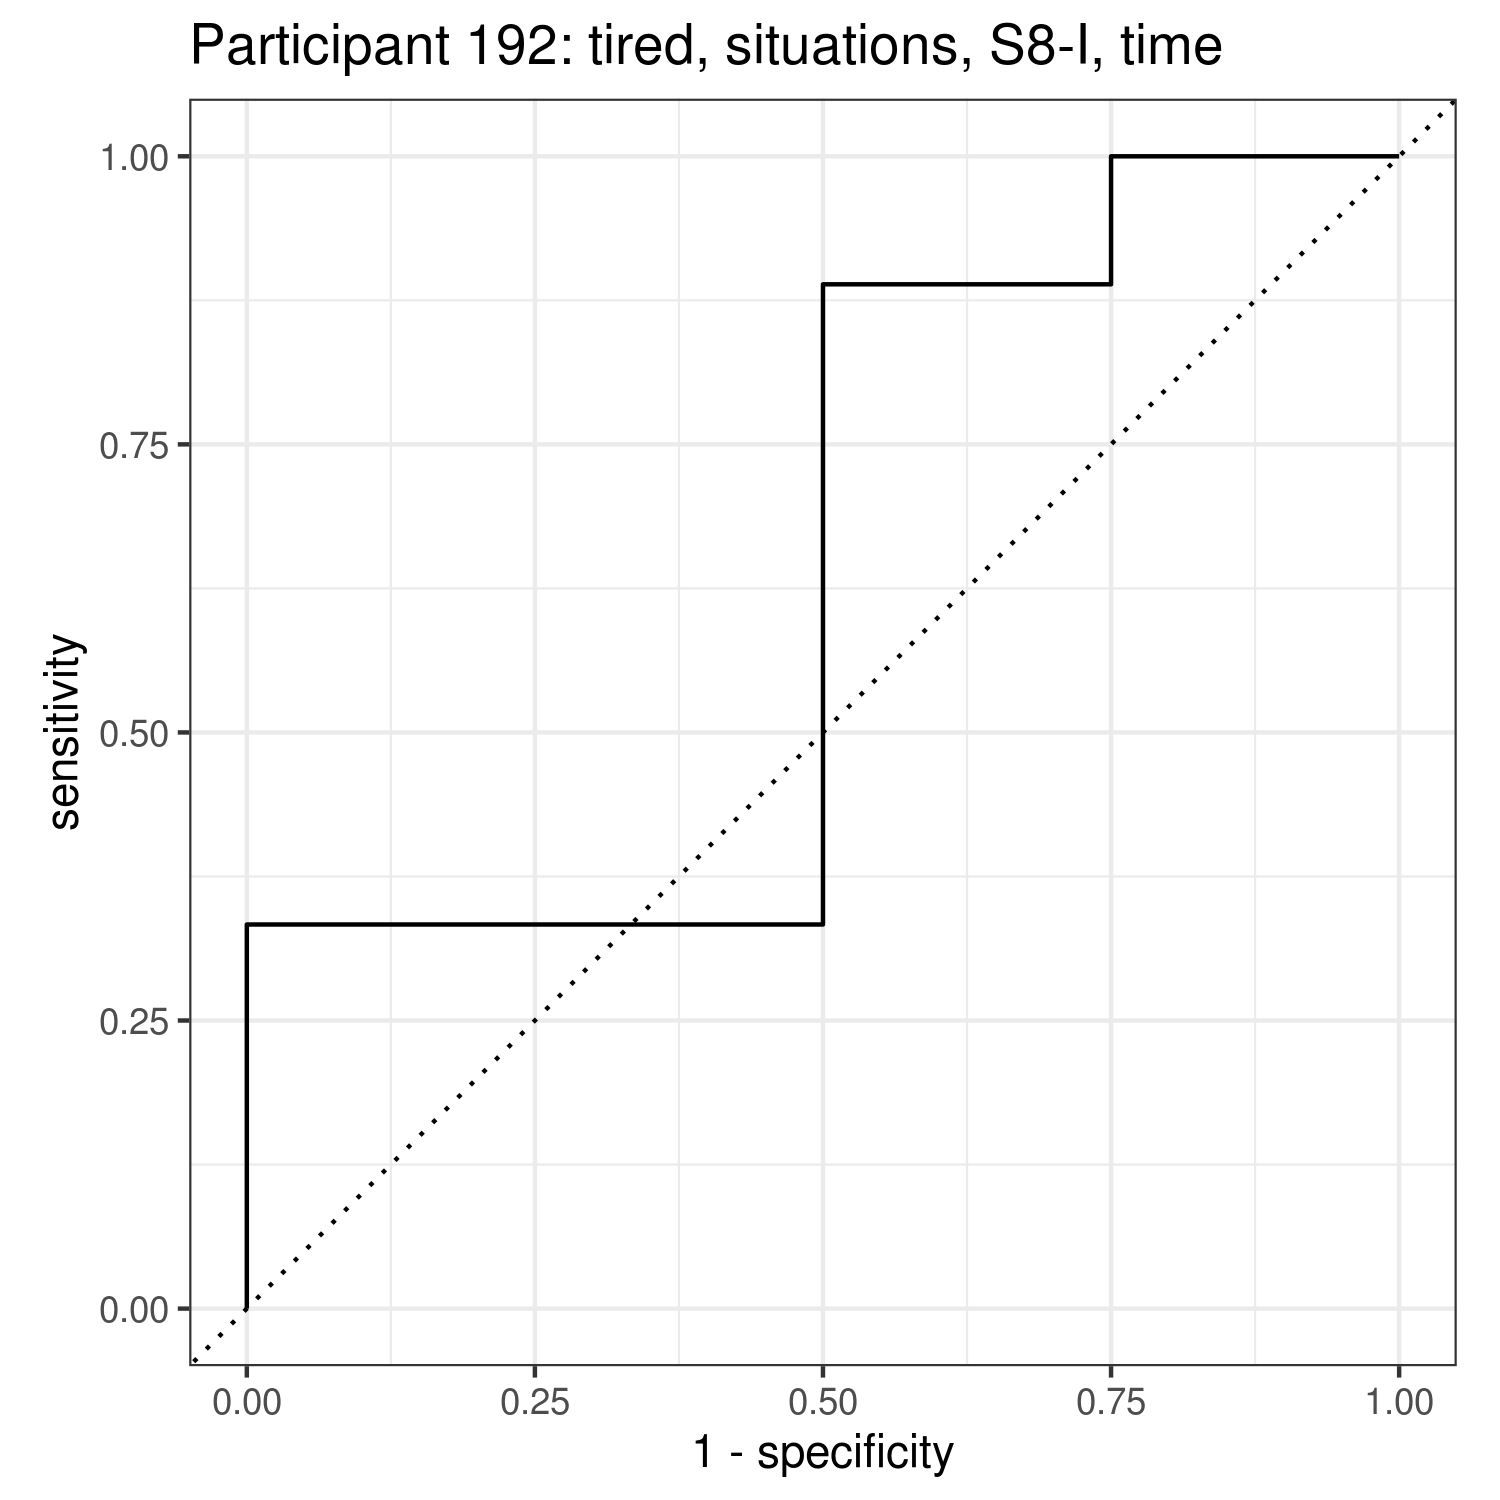 Participant 192: tired, situations, S8-I, time
1.00
0.75
0.50
0.25
0.00
sensitivity
0.00 0.25 0.50 0.75 1.00
1 - specificity